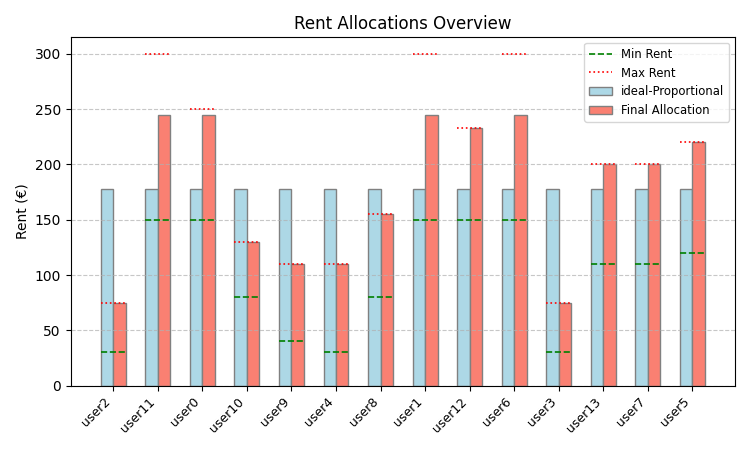 Rent Allocations Overview
Min Rent
Max Rent
ideal-Proportional
Final Allocation
Rent (€)
300
250
200
150
100
50
0
user2
user11
user0
user10
user9
user4
user8
user1
user12
user6
user3
user13
user7
user5